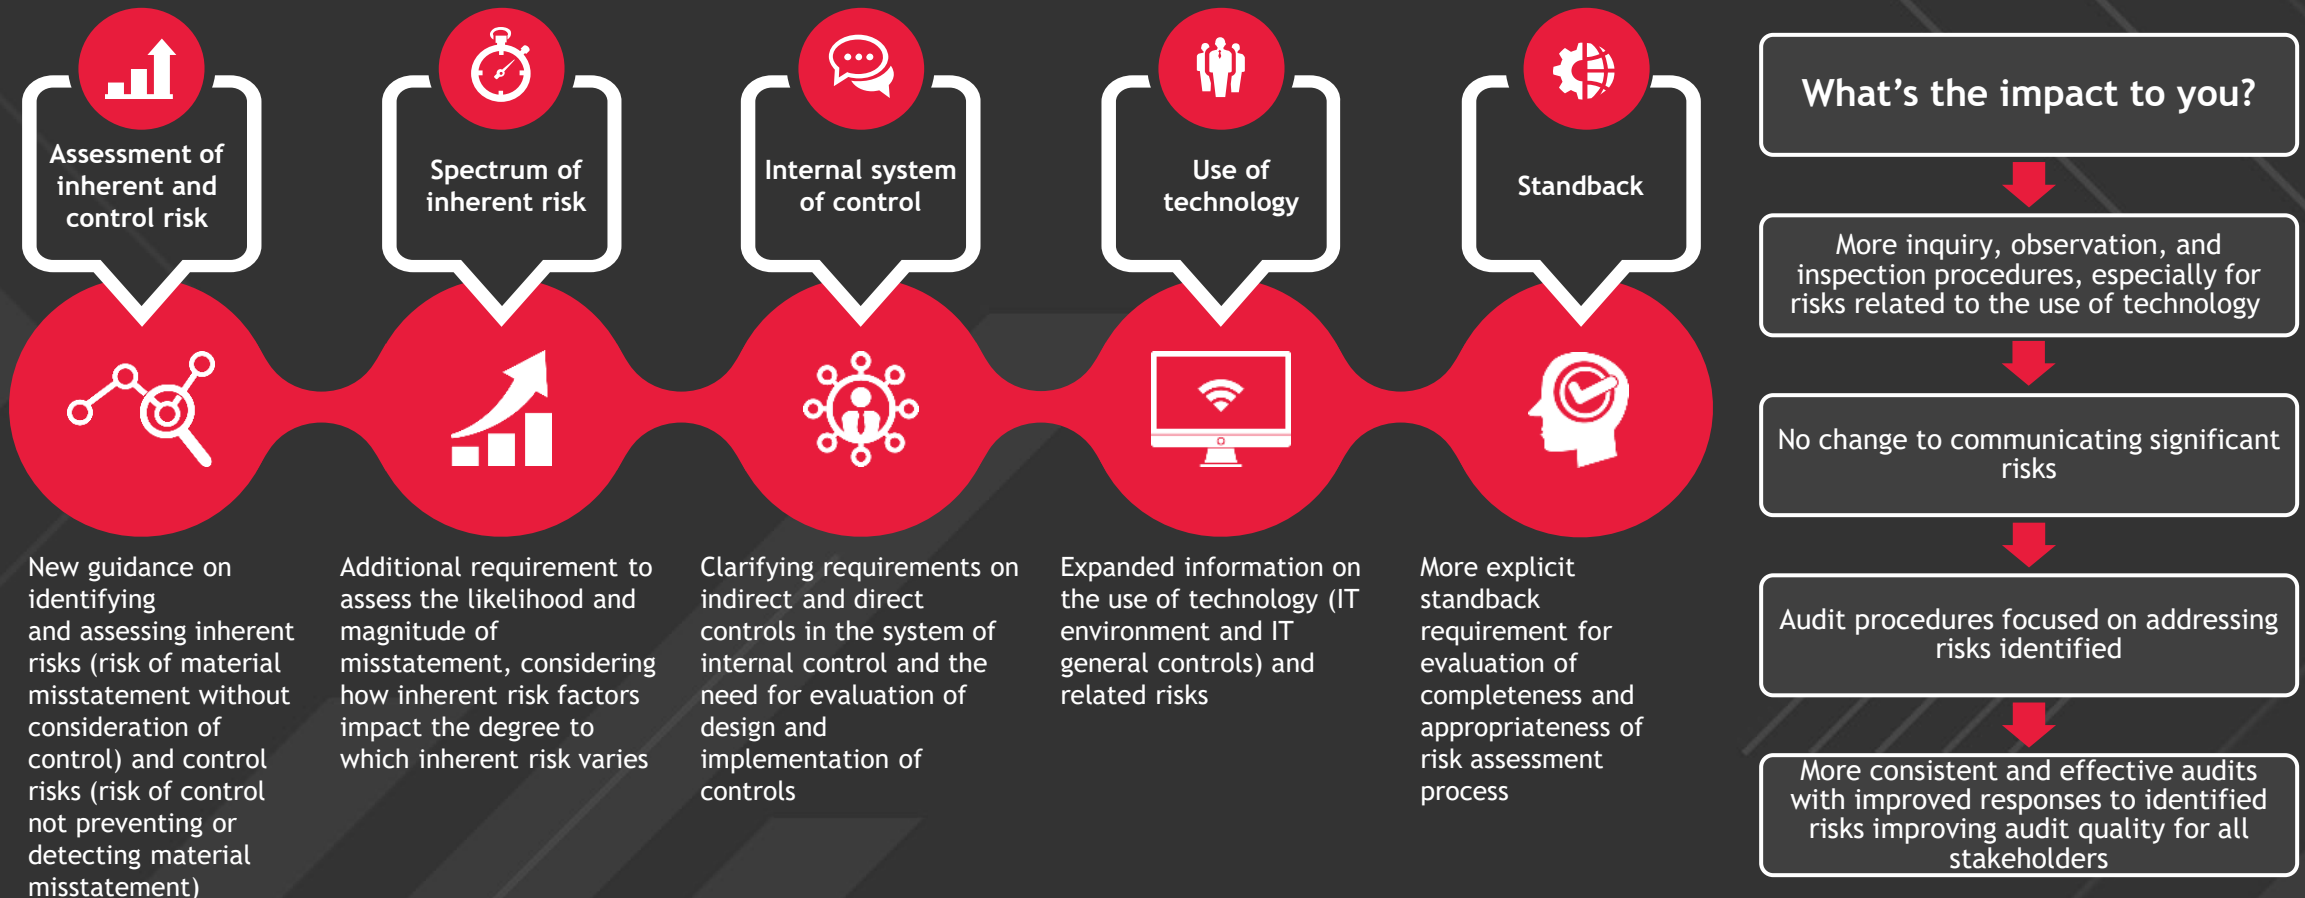 Assessment of
inherent and
control risk
New guidance on
identifying
and assessing inherent
risks (risk of material
misstatement without
consideration of
control) and control
risks (risk of control
not preventing or
detecting material
misstatement)
Spectrum of
inherent risk
Additional requirement to
assess the likelihood and
magnitude of
misstatement, considering
how inherent risk factors
impact the degree to
which inherent risk varies
Internal system
of control
Clarifying requirements on
indirect and direct
controls in the system of
internal control and the
need for evaluation of
design and
implementation of
controls
Use of
technology
Expanded information on
the use of technology (IT
environment and IT
general controls) and
related risks
Standback
More explicit
standback
requirement for
evaluation of
completeness and
appropriateness of
risk assessment
process
What’s the impact to you?
More inquiry, observation, and
inspection procedures, especially for
risks related to the use of technology
No change to communicating significant
risks
Audit procedures focused on addressing
risks identified
More consistent and effective audits
with improved responses to identified
risks improving audit quality for all
stakeholders